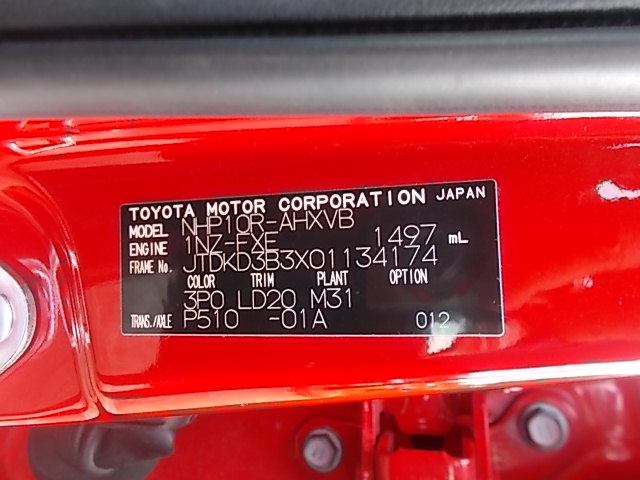 TOYOTA MOTOR CORPORATION JAPAN
MODEL NHP10R-AHXVB
ENGINE 1NZ-FXE 1497 mL
FRAME No. JTDKD3B3X01134174
COLOR TRIM PLANT OPTION
3P0 LD20 M31
TRANS./AXLE P510 -01A 012